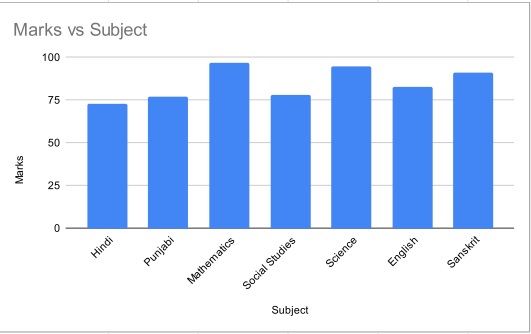 Marks vs Subject
100
75
50
25
0
Marks
Hindi
Punjabi
Mathematics
Social Studies
Science
English
Sanskrit
Subject